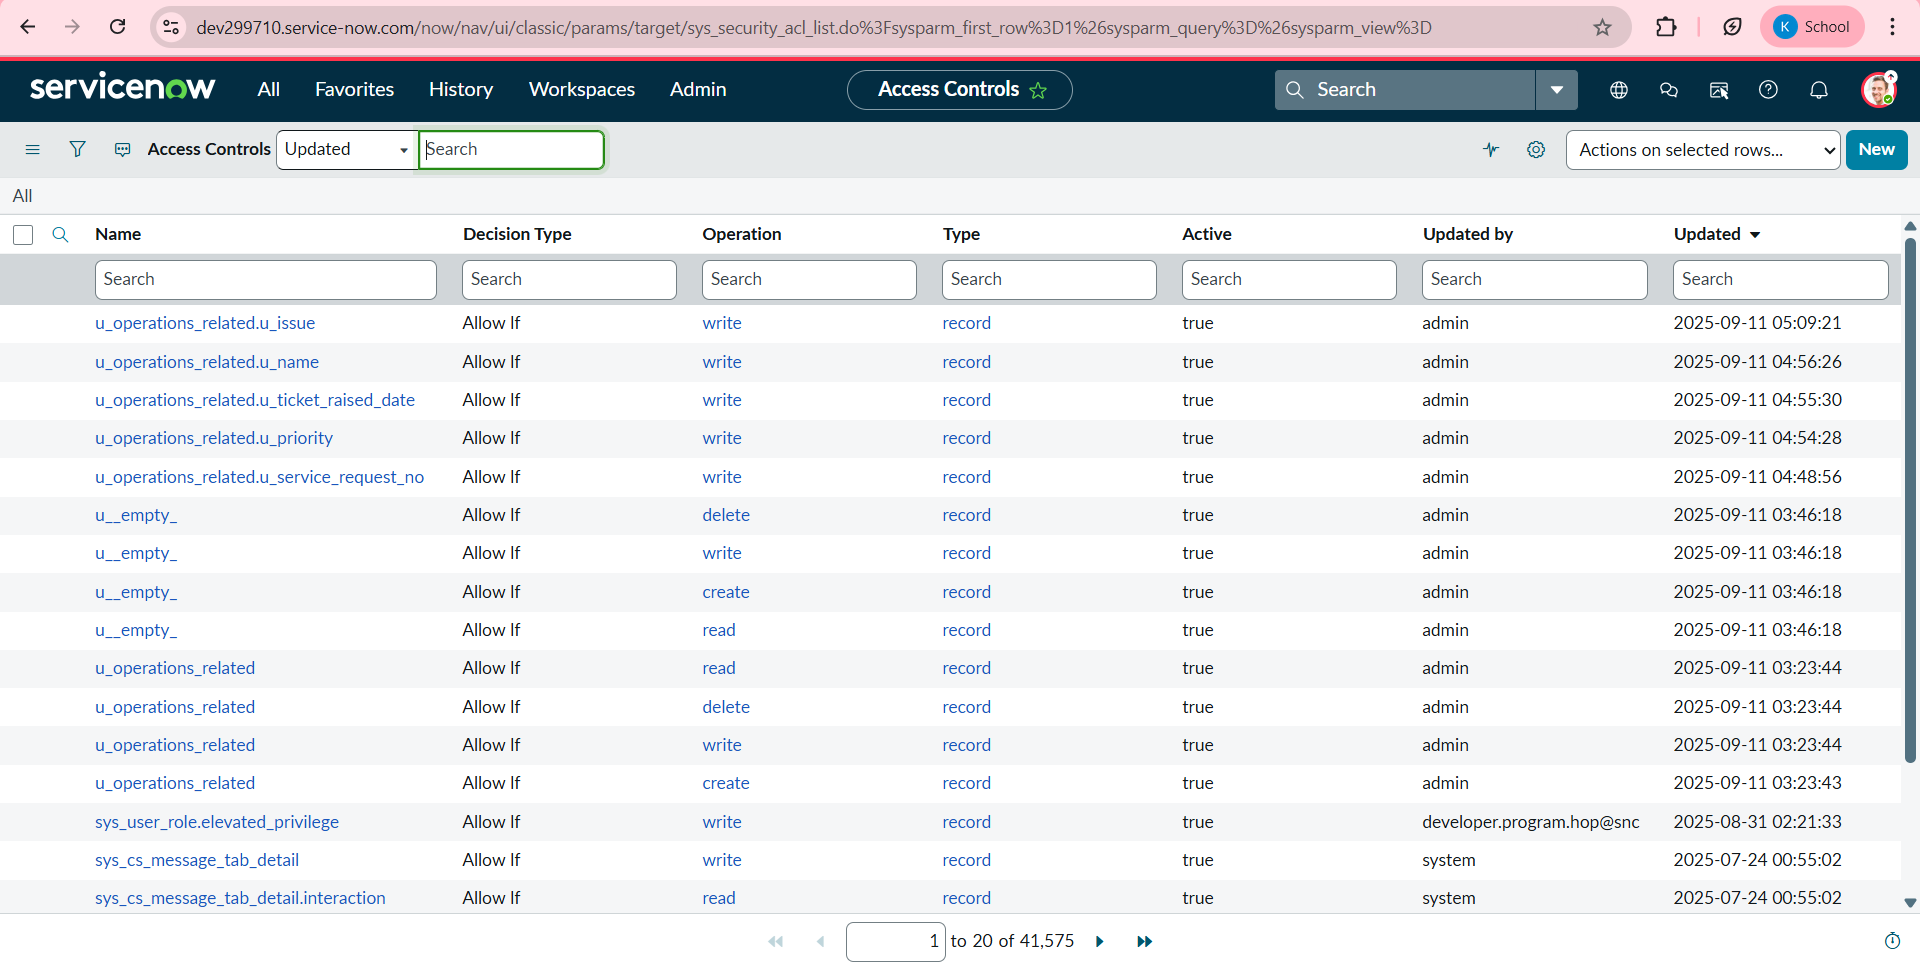 dev299710.service-now.com/now/nav/ui/classic/params/target/sys_security_acl_list.do%3Fsysparm_first_row%3D1%26sysparm_query%3D%26sysparm_view%3D
K School
servicenow All Favorites History Workspaces Admin Access Controls Search
Access Controls Updated Search Actions on selected rows... New
All
Name Decision Type Operation Type Active Updated by Updated
Search Search Search Search Search Search Search
u_operations_related.u_issue Allow If write record true admin 2025-09-11 05:09:21
u_operations_related.u_name Allow If write record true admin 2025-09-11 04:56:26
u_operations_related.u_ticket_raised_date Allow If write record true admin 2025-09-11 04:55:30
u_operations_related.u_priority Allow If write record true admin 2025-09-11 04:54:28
u_operations_related.u_service_request_no Allow If write record true admin 2025-09-11 04:48:56
u__empty_ Allow If delete record true admin 2025-09-11 03:46:18
u__empty_ Allow If write record true admin 2025-09-11 03:46:18
u__empty_ Allow If create record true admin 2025-09-11 03:46:18
u__empty_ Allow If read record true admin 2025-09-11 03:46:18
u_operations_related Allow If read record true admin 2025-09-11 03:23:44
u_operations_related Allow If delete record true admin 2025-09-11 03:23:44
u_operations_related Allow If write record true admin 2025-09-11 03:23:44
u_operations_related Allow If create record true admin 2025-09-11 03:23:43
sys_user_role.elevated_privilege Allow If write record true developer.program.hop@snc 2025-08-31 02:21:33
sys_cs_message_tab_detail Allow If write record true system 2025-07-24 00:55:02
sys_cs_message_tab_detail.interaction Allow If read record true system 2025-07-24 00:55:02
1 to 20 of 41,575